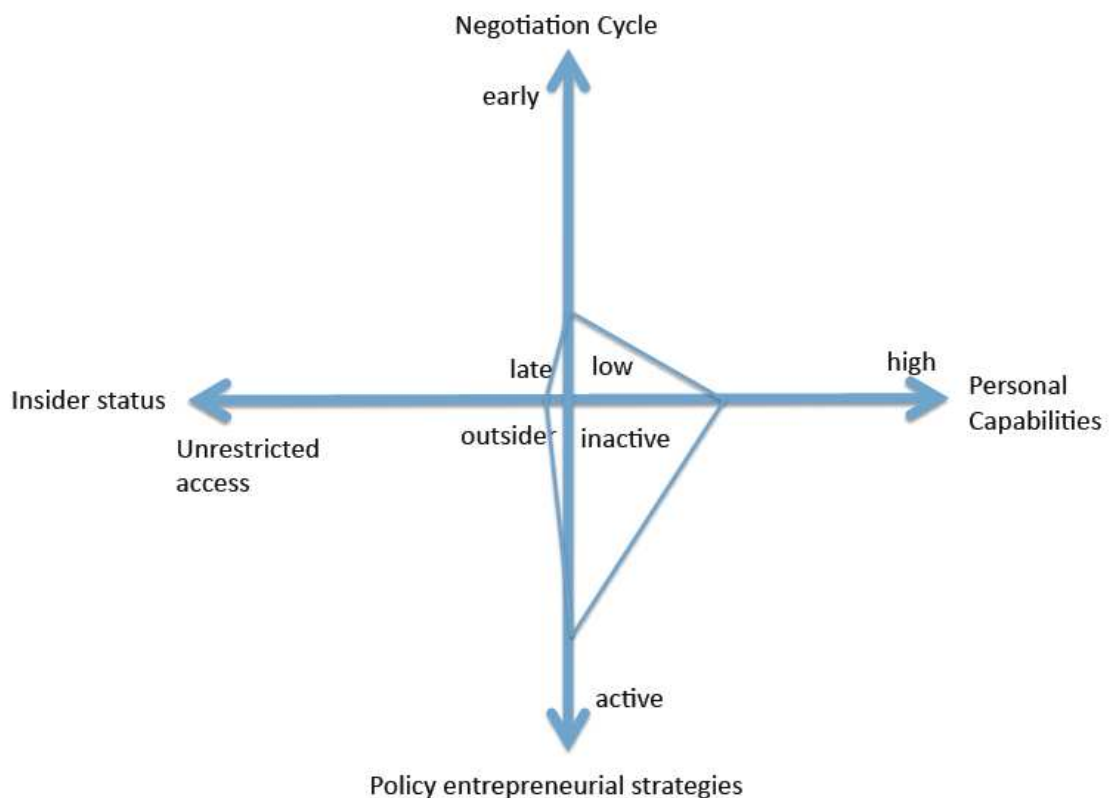 Negotiation Cycle
early
late
low
high
Insider status
Personal
Capabilities
outsider
inactive
Unrestricted
access
active
Policy entrepreneurial strategies